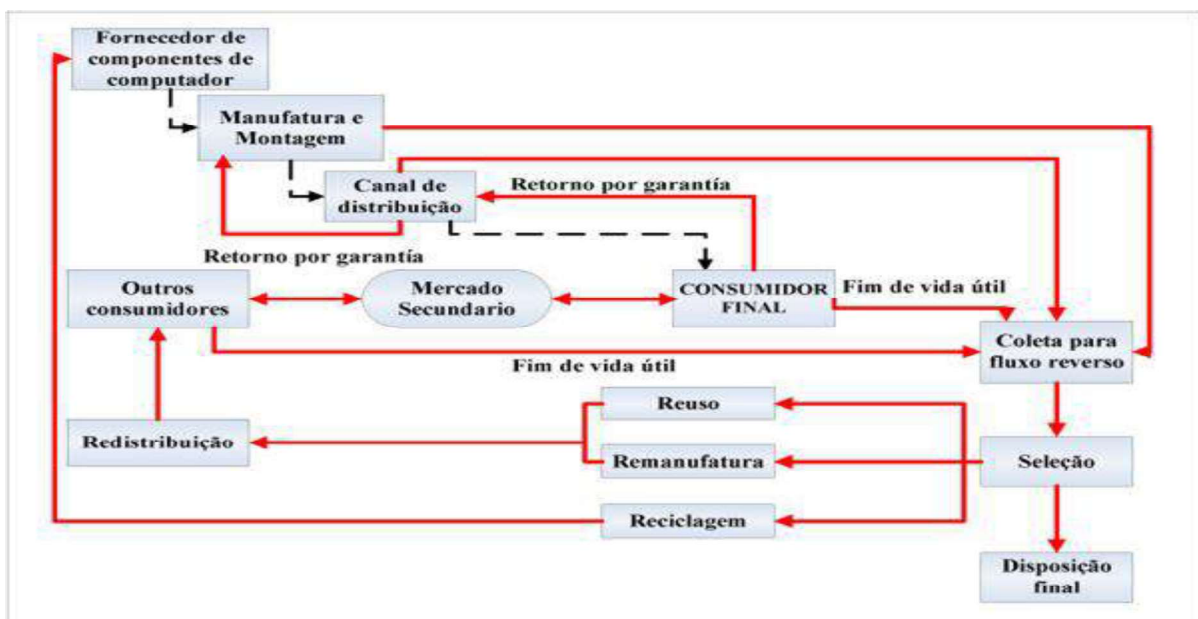 Fornecedor de
componentes de
computador
Manufatura e
Montagem
Canal de
distribuição
Retorno por garantía
Retorno por garantía
Outros
consumidores
Mercado
Secundario
CONSUMIDOR
FINAL
Fim de vida útil
Coleta para
fluxo reverso
Fim de vida útil
Reuso
Redistribuição
Remanufatura
Seleção
Reciclagem
Disposição
final